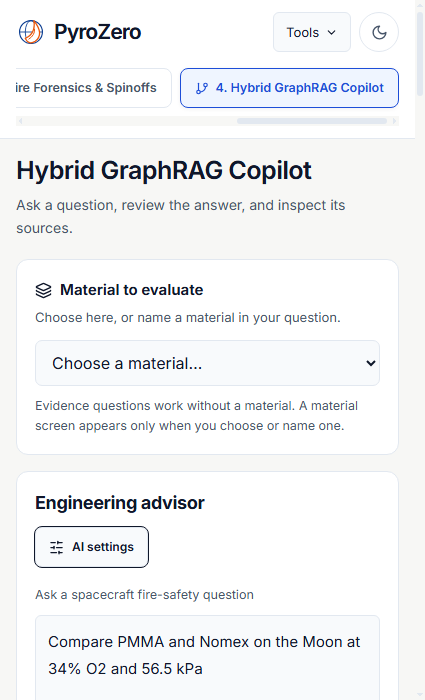 PyroZero
Tools
ire Forensics & Spinoffs
4. Hybrid GraphRAG Copilot
Hybrid GraphRAG Copilot
Ask a question, review the answer, and inspect its
sources.
Material to evaluate
Choose here, or name a material in your question.
Choose a material...
Evidence questions work without a material. A material
screen appears only when you choose or name one.
Engineering advisor
AI settings
Ask a spacecraft fire-safety question
Compare PMMA and Nomex on the Moon at
34% O2 and 56.5 kPa